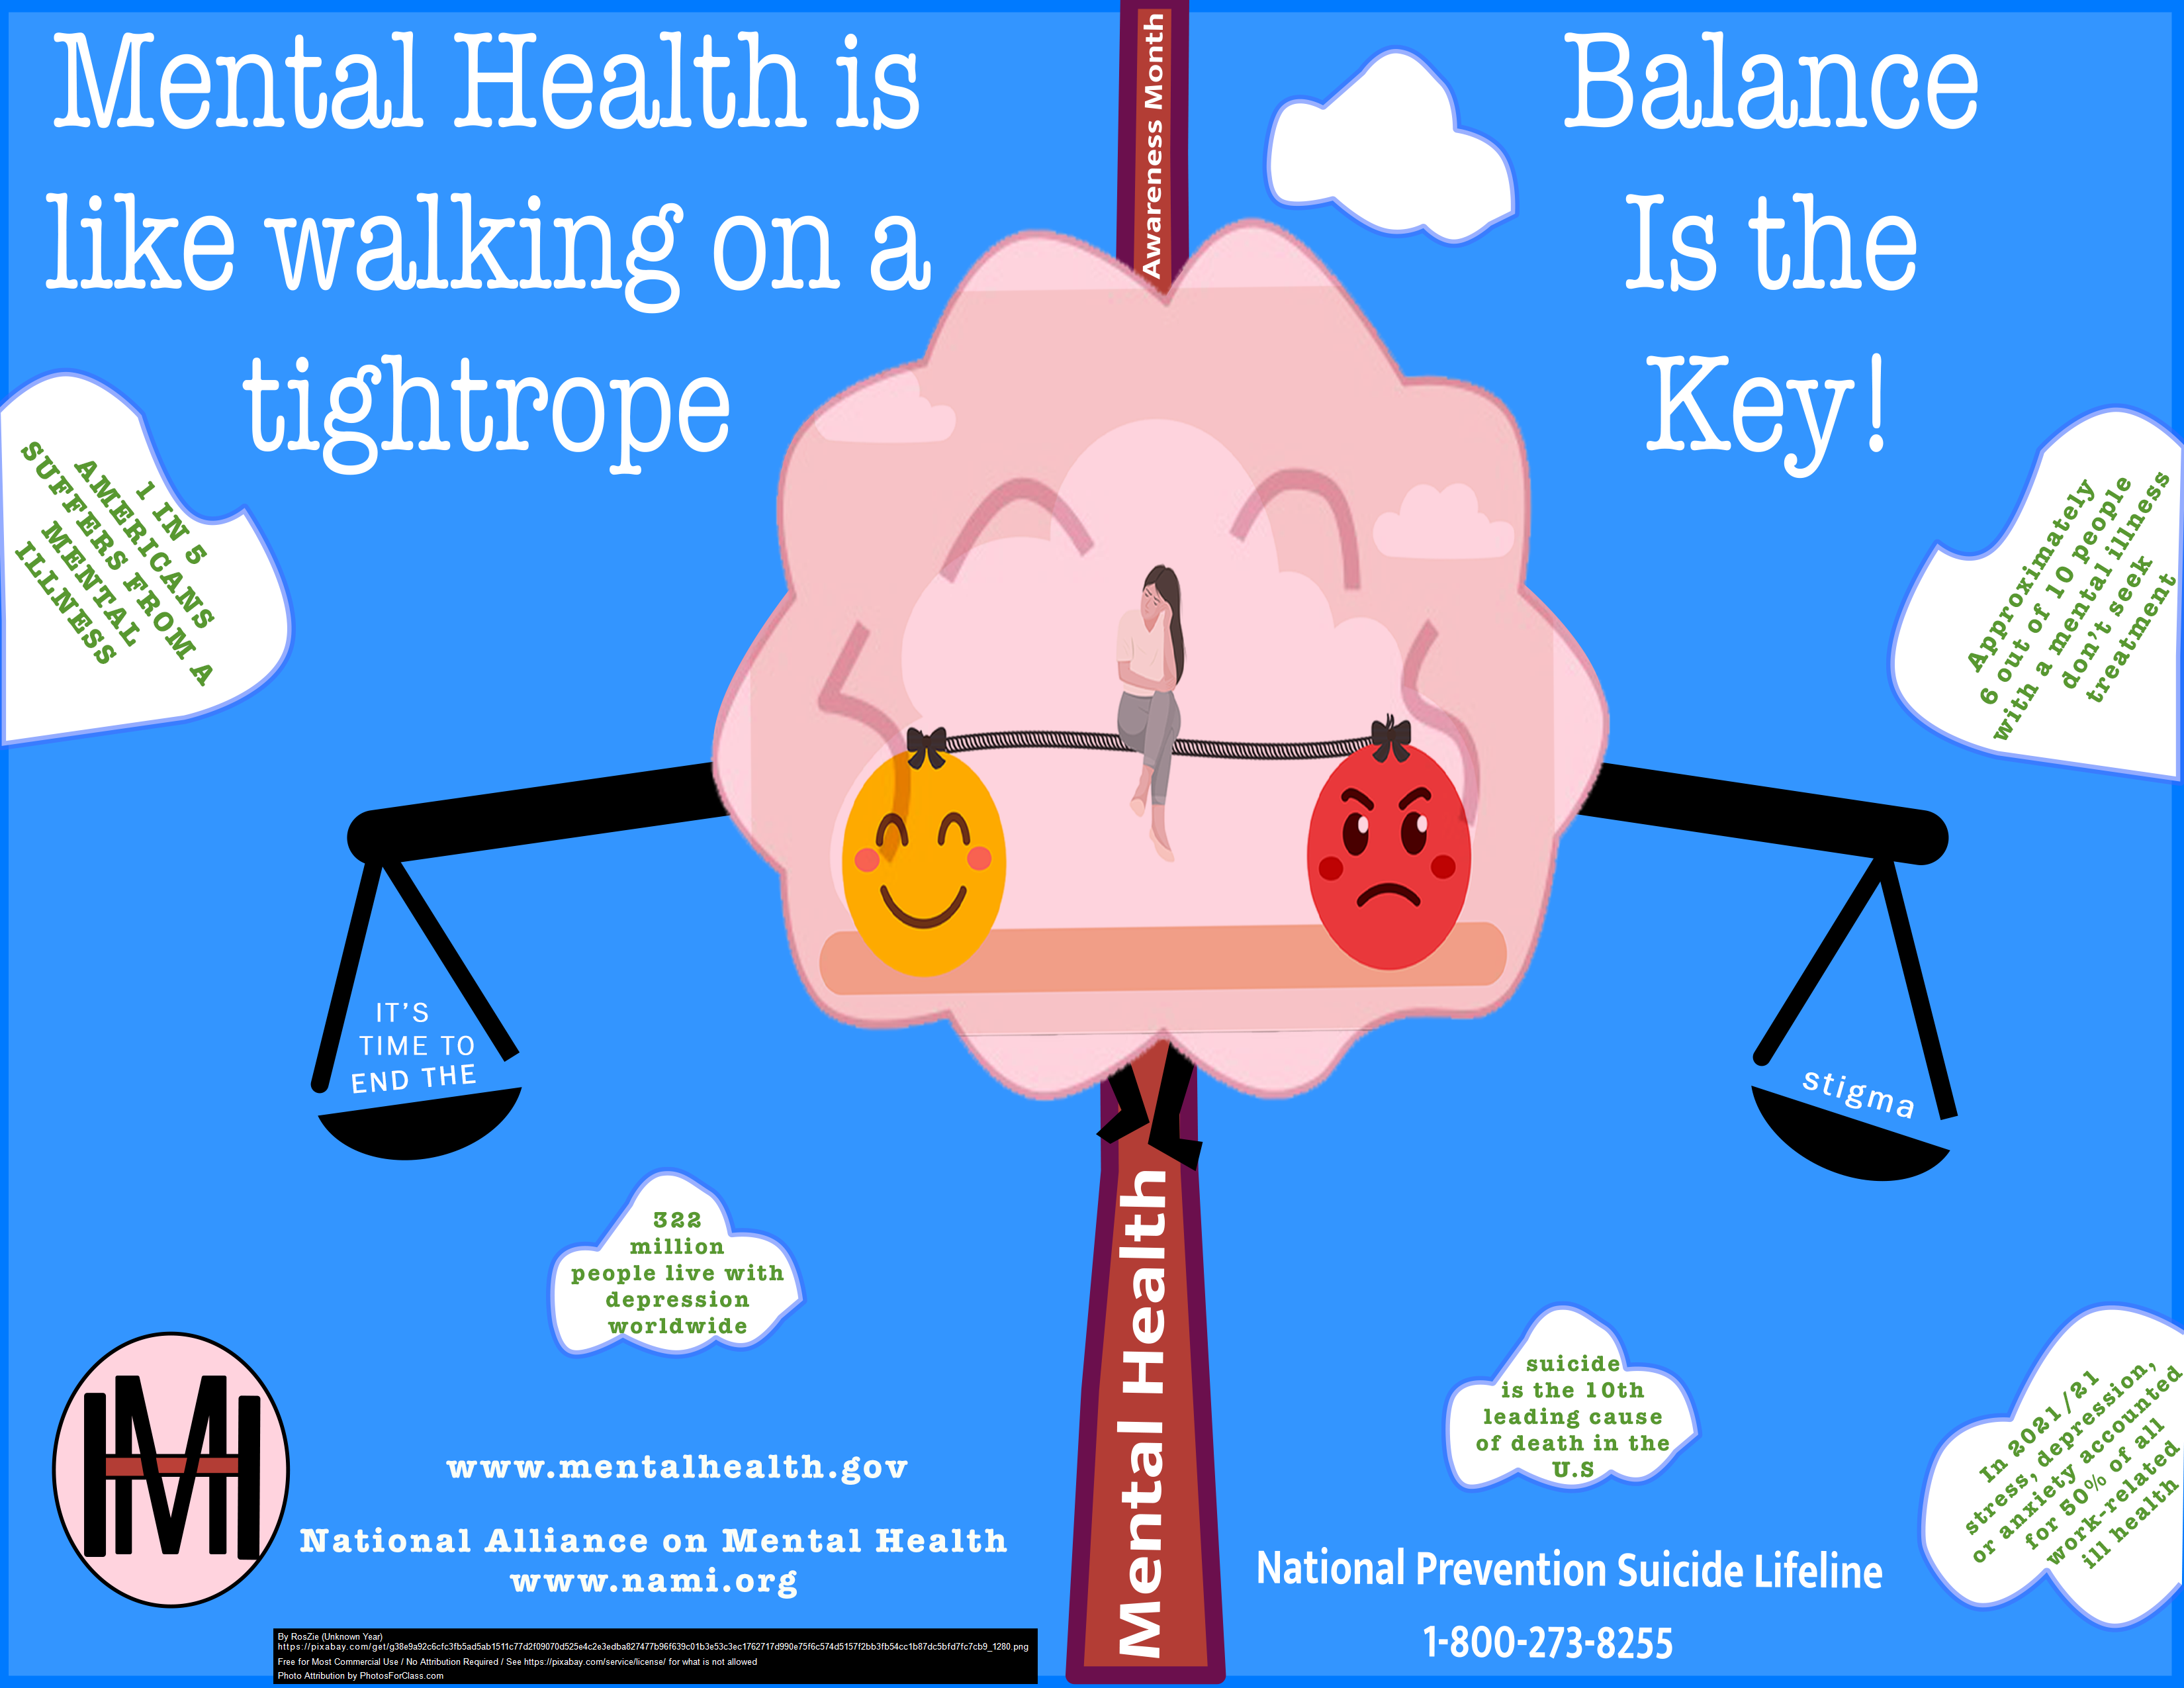 Mental Health is
like walking on a
tightrope
Balance
Is the
Key!
Awareness Month
1 IN 5
AMERICANS
SUFFERS FROM A
MENTAL
ILLNESS
Approximately
6 out of 10 people
with a mental illness
don't seek
treatment
IT'S
TIME TO
END THE
stigma
322
million
people live with
depression
worldwide
suicide
is the 10th
leading cause
of death in the
U.S
In 2021/21
stress, depression,
or anxiety accounted
for 50% of all
work-related
ill health
Mental Health
MH
www.mentalhealth.gov
National Alliance on Mental Health
www.nami.org
National Prevention Suicide Lifeline
1-800-273-8255
By RosZie (Unknown Year)
https://pixabay.com/get/g38e9a92c6cfc3fb5ad5ab1511c77d2f09070d525e4c2e3edba827477b96f639c01b3e53c3ec1762717d990e75f6c574d5157f2bb3fb54cc1b87dc5bfd7fc7cb9_1280.png
Free for Most Commercial Use / No Attribution Required / See https://pixabay.com/service/license/ for what is not allowed
Photo Attribution by PhotosForClass.com